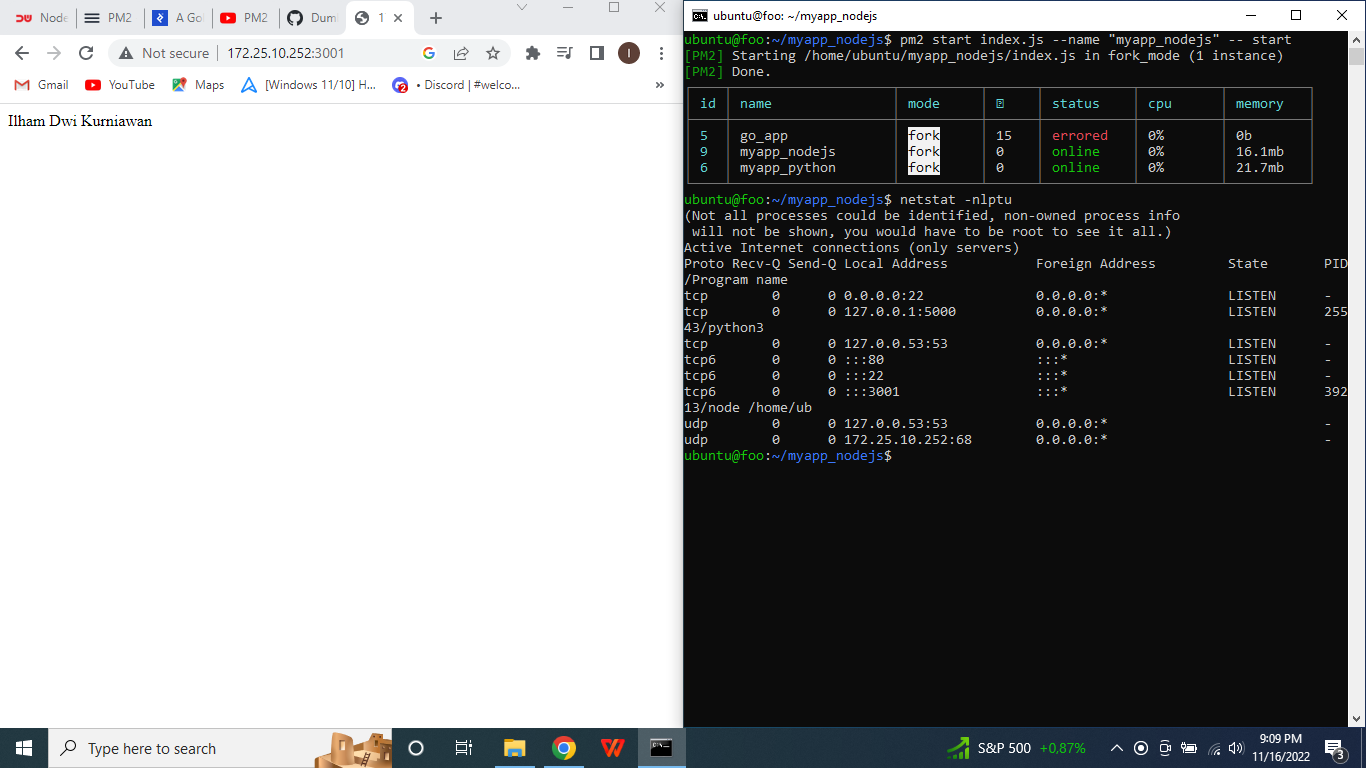 Node PM2 A Go PM2 Dum 1
Not secure 172.25.10.252:3001
Gmail YouTube Maps [Windows 11/10] H... • Discord | #welco... »
Ilham Dwi Kurniawan
ubuntu@foo: ~/myapp_nodejs
ubuntu@foo:~/myapp_nodejs$ pm2 start index.js --name "myapp_nodejs" -- start
[PM2] Starting /home/ubuntu/myapp_nodejs/index.js in fork_mode (1 instance)
[PM2] Done.
id name mode status cpu memory
5 go_app fork 15 errored 0% 0b
9 myapp_nodejs fork 0 online 0% 16.1mb
6 myapp_python fork 0 online 0% 21.7mb
ubuntu@foo:~/myapp_nodejs$ netstat -nlptu
(Not all processes could be identified, non-owned process info
will not be shown, you would have to be root to see it all.)
Active Internet connections (only servers)
Proto Recv-Q Send-Q Local Address Foreign Address State PID
/Program name
tcp 0 0 0.0.0.0:22 0.0.0.0:* LISTEN -
tcp 0 0 127.0.0.1:5000 0.0.0.0:* LISTEN 255
43/python3
tcp 0 0 127.0.0.53:53 0.0.0.0:* LISTEN -
tcp6 0 0 :::80 :::* LISTEN -
tcp6 0 0 :::22 :::* LISTEN -
tcp6 0 0 :::3001 :::* LISTEN 392
13/node /home/ub
udp 0 0 127.0.0.53:53 0.0.0.0:* -
udp 0 0 172.25.10.252:68 0.0.0.0:* -
ubuntu@foo:~/myapp_nodejs$
Type here to search
S&P 500 +0,87%
9:09 PM
11/16/2022
3